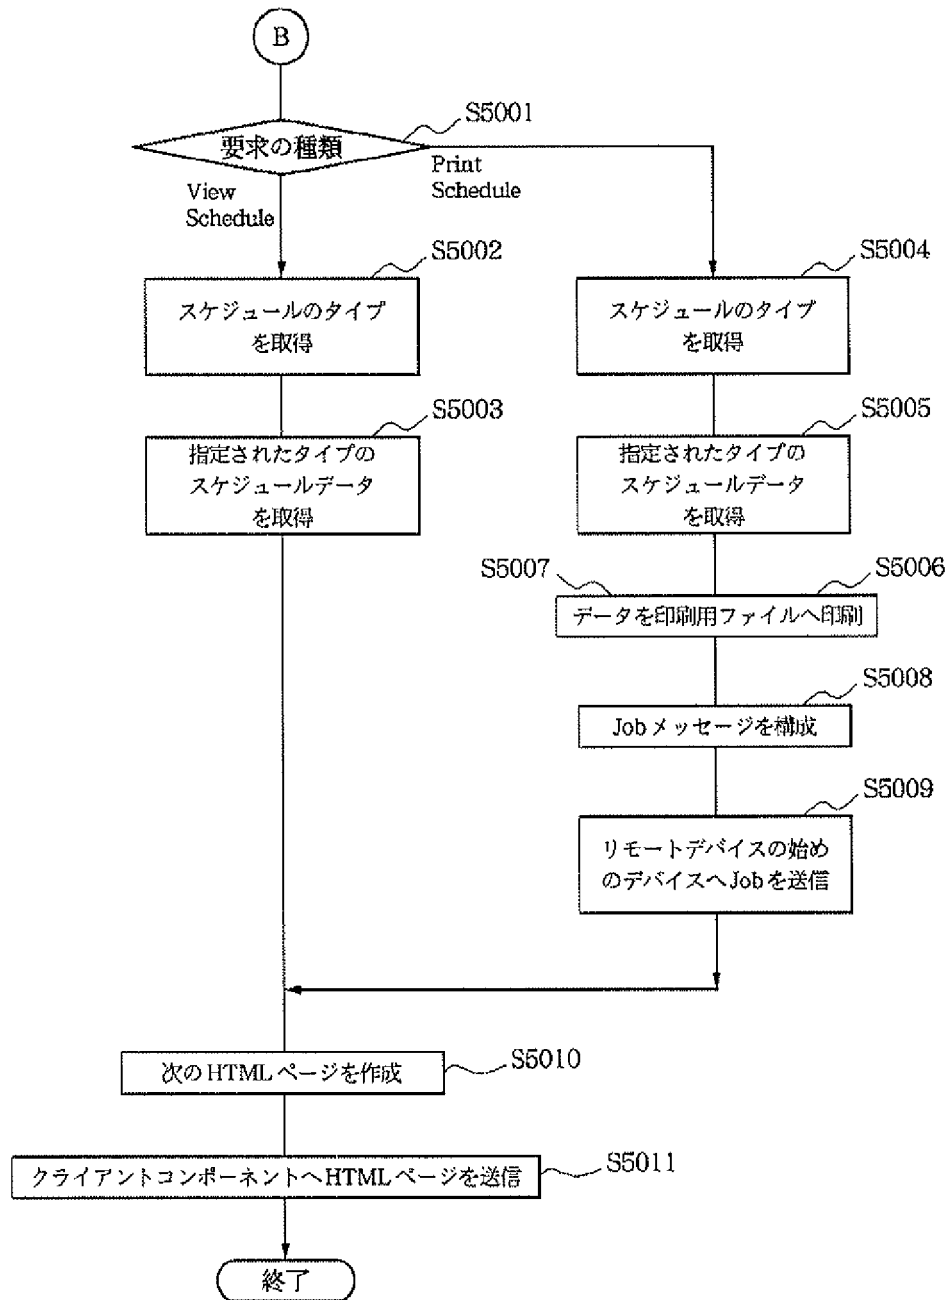 B
S5001
要求の種類
Print
Schedule
View
Schedule
S5002
スケジュールのタイプ
を取得
S5004
スケジュールのタイプ
を取得
S5003
指定されたタイプの
スケジュールデータ
を取得
S5005
指定されたタイプの
スケジュールデータ
を取得
S5007
S5006
データを印刷用ファイルへ印刷
S5008
Jobメッセージを構成
S5009
リモートデバイスの始め
のデバイスへJobを送信
次のHTMLページを作成
S5010
クライアントコンポーネントへHTMLページを送信
S5011
終了